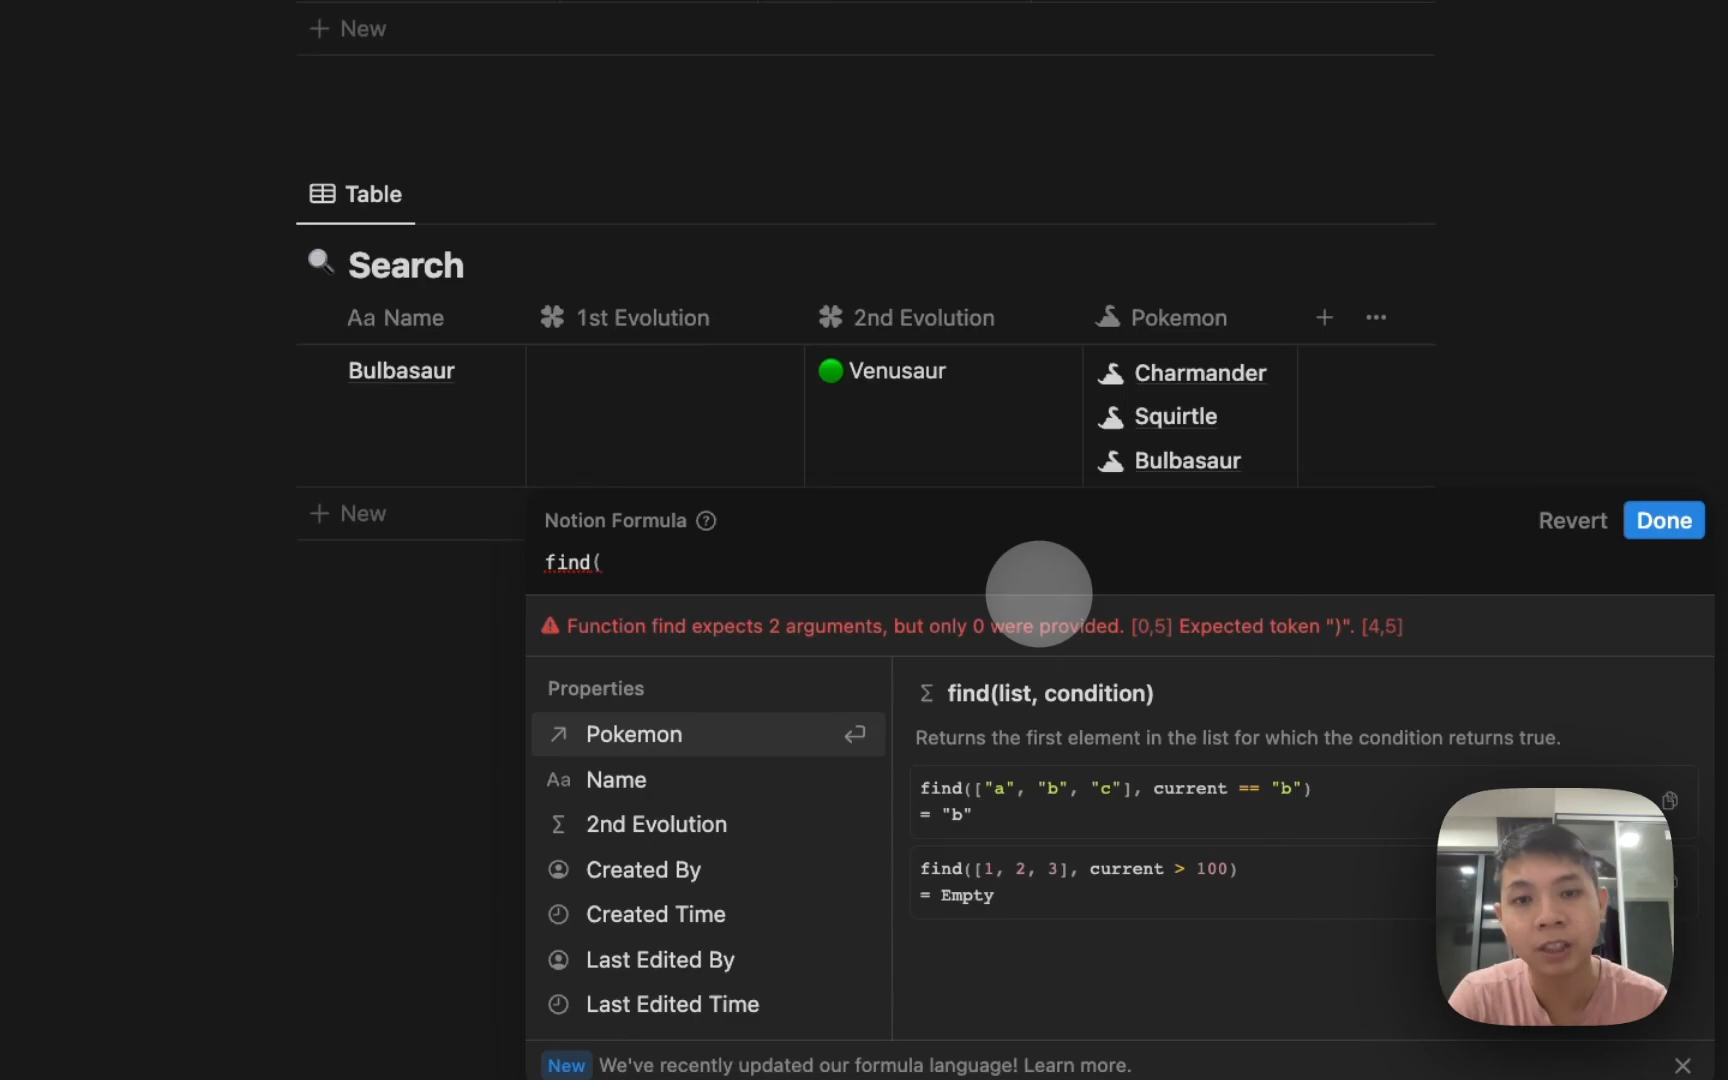 New
Table
Search
Aa Name
1st Evolution
2nd Evolution
Pokemon
Bulbasaur
Venusaur
Charmander
Squirtle
Bulbasaur
New
Notion Formula ?
Revert
Done
find(
Function find expects 2 arguments, but only 0 were provided. [0,5] Expected token ")". [4,5]
Properties
Pokemon
Aa Name
Σ 2nd Evolution
Created By
Created Time
Last Edited By
Last Edited Time
Σ find(list, condition)
Returns the first element in the list for which the condition returns true.
find(["a", "b", "c"], current == "b")
= "b"
find([1, 2, 3], current > 100)
= Empty
New We've recently updated our formula language! Learn more.